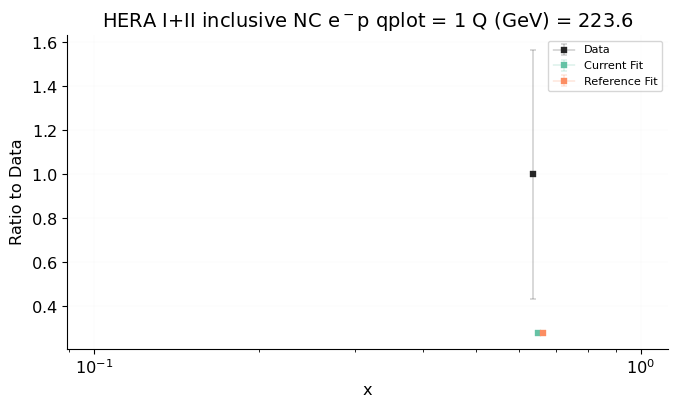 HERA I+II inclusive NC e⁻p qplot = 1 Q (GeV) = 223.6
1.6
1.4
1.2
1.0
0.8
0.6
0.4
Ratio to Data
Data
Current Fit
Reference Fit
10⁻¹
10⁰
x